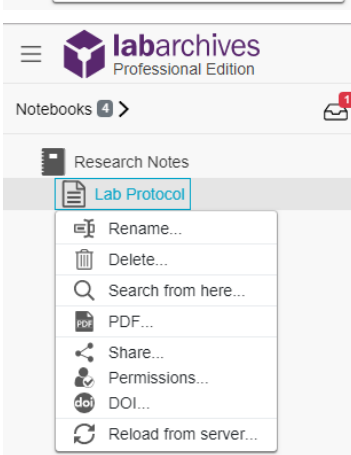 labarchives
Professional Edition
Notebooks 4 >
1
Research Notes
Lab Protocol
Rename...
Delete...
Search from here...
PDF PDF...
Share...
Permissions...
doi DOI...
Reload from server...